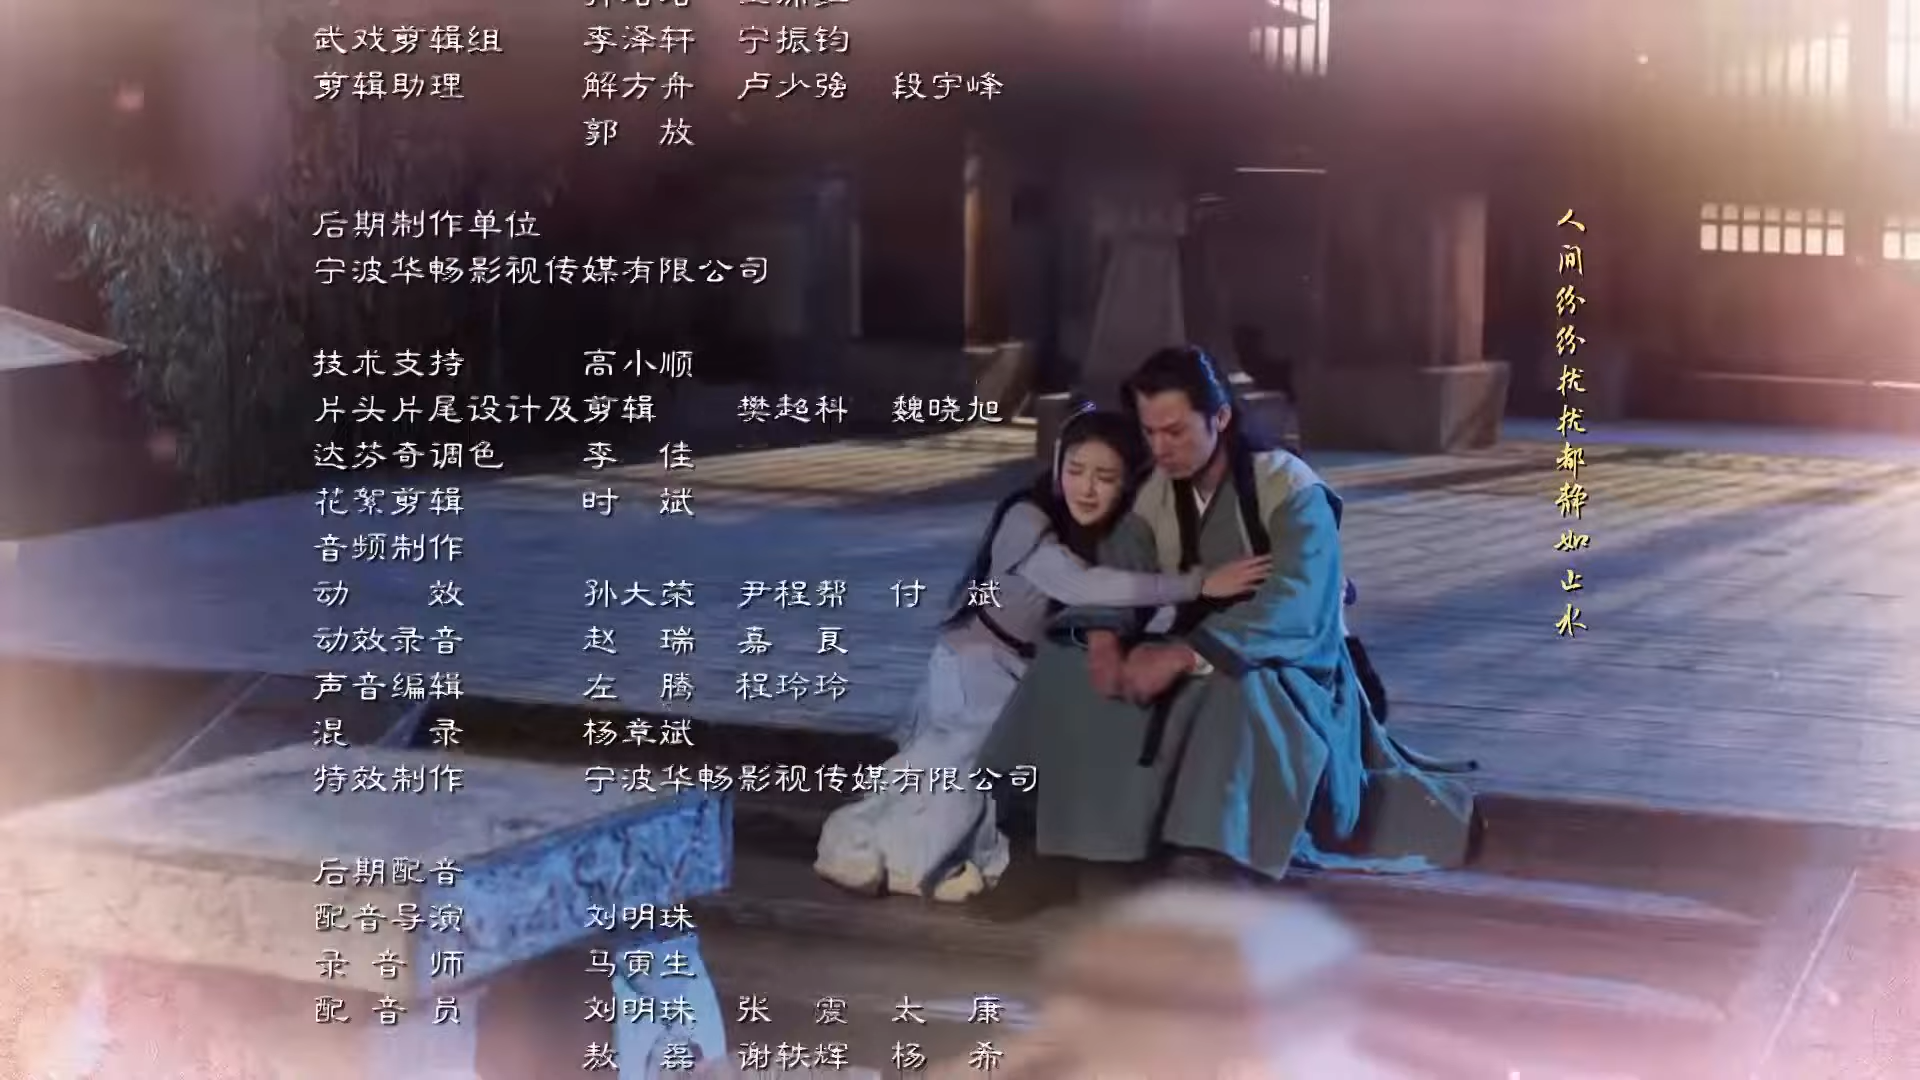 武戏剪辑组 李泽轩 宁振钧
剪辑助理 解方舟 卢少强 段宇峰
郭 放
后期制作单位
宁波华畅影视传媒有限公司
技术支持 高小顺
片头片尾设计及剪辑 樊超科 魏晓旭
达芬奇调色 李 佳
花絮剪辑 时 斌
音频制作
动 效 孙大荣 尹程帮 付 斌
动效录音 赵 瑞 嘉 良
声音编辑 左 腾 程玲玲
混 录 杨章斌
特效制作 宁波华畅影视传媒有限公司
后期配音
配音导演 刘明珠
录 音 师 马寅生
配 音 员 刘明珠 张 震 太 康
敖 磊 谢轶辉 杨 希
人间纷纷扰扰都静如止水